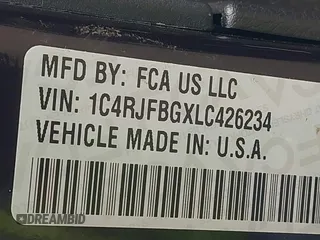 MFD BY: FCA US LLC
VIN: 1C4RJFBGXLC426234
VEHICLE MADE IN: U.S.A.
DREAMBID